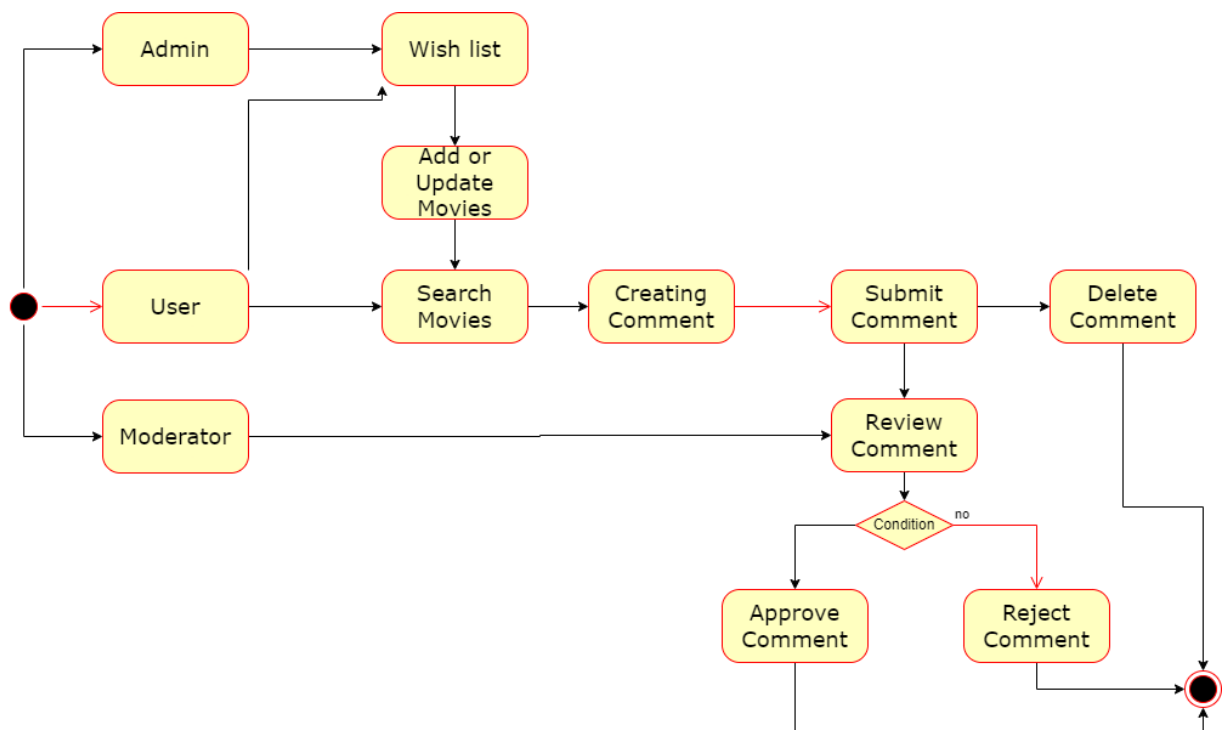 Admin
Wish list
Add or
Update
Movies
User
Search
Movies
Creating
Comment
Submit
Comment
Delete
Comment
Moderator
Review
Comment
Condition
no
Approve
Comment
Reject
Comment